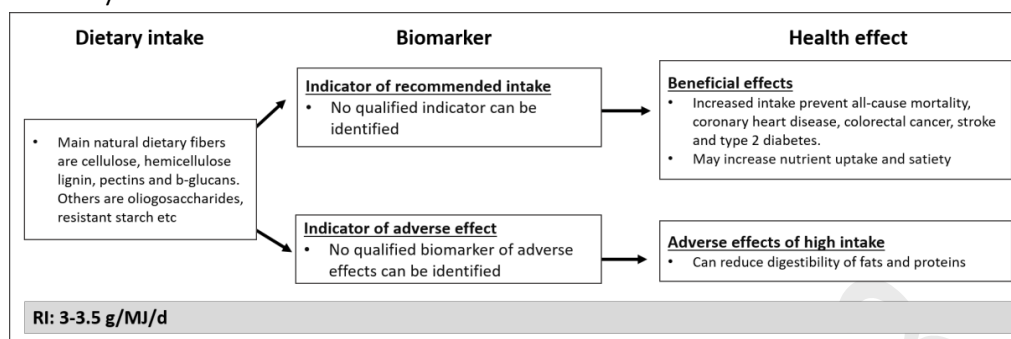 Dietary intake
Biomarker
Health effect
• Main natural dietary fibers
are cellulose, hemicellulose
lignin, pectins and b-glucans.
Others are oliogosaccharides,
resistant starch etc
Indicator of recommended intake
• No qualified indicator can be
identified
Indicator of adverse effect
• No qualified biomarker of adverse
effects can be identified
Beneficial effects
• Increased intake prevent all-cause mortality,
coronary heart disease, colorectal cancer, stroke
and type 2 diabetes.
• May increase nutrient uptake and satiety
Adverse effects of high intake
• Can reduce digestibility of fats and proteins
RI: 3-3.5 g/MJ/d